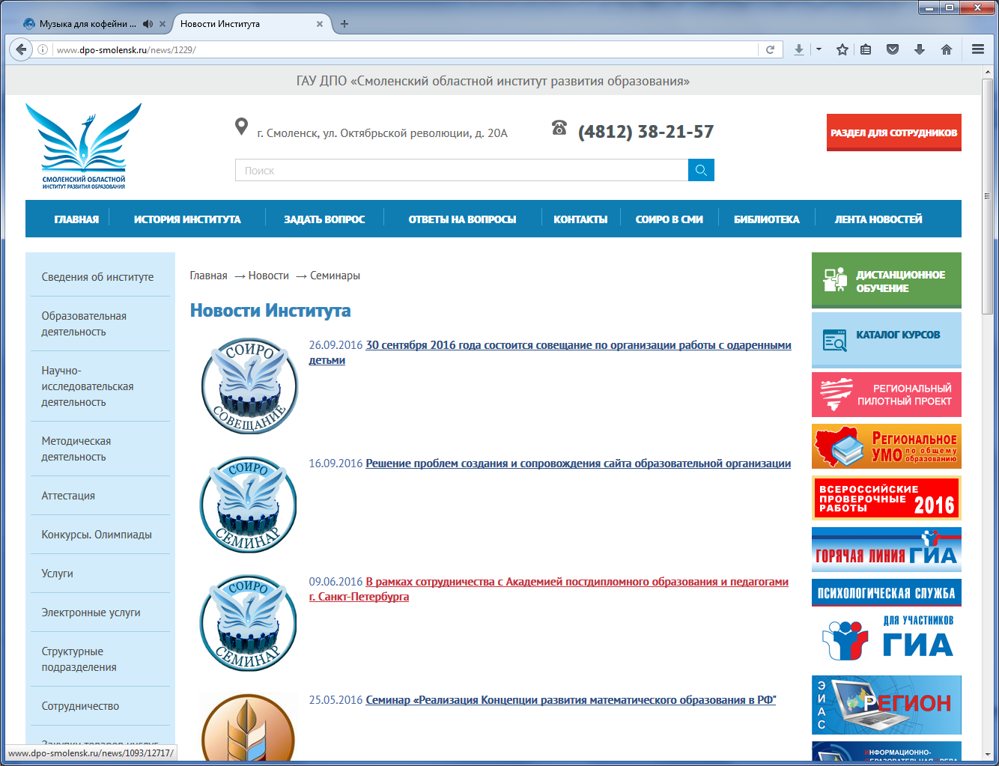 Музыка для кофейни ...
Новости Института
www.dpo-smolensk.ru/news/1229/
ГАУ ДПО «Смоленский областной институт развития образования»
СМОЛЕНСКИЙ ОБЛАСТНОЙ
ИНСТИТУТ РАЗВИТИЯ ОБРАЗОВАНИЯ
г. Смоленск, ул. Октябрьской революции, д. 20А
(4812) 38-21-57
РАЗДЕЛ ДЛЯ СОТРУДНИКОВ
Поиск
ГЛАВНАЯ ИСТОРИЯ ИНСТИТУТА ЗАДАТЬ ВОПРОС ОТВЕТЫ НА ВОПРОСЫ КОНТАКТЫ СОИРО В СМИ БИБЛИОТЕКА ЛЕНТА НОВОСТЕЙ
Сведения об институте
Образовательная
деятельность
Научно-
исследовательская
деятельность
Методическая
деятельность
Аттестация
Конкурсы. Олимпиады
Услуги
Электронные услуги
Структурные
подразделения
Сотрудничество
www.dpo-smolensk.ru/news/1093/12717/
Главная → Новости → Семинары
Новости Института
СОИРО
СОВЕЩАНИЕ
26.09.2016 30 сентября 2016 года состоится совещание по организации работы с одаренными
детьми
СОИРО
СЕМИНАР
16.09.2016 Решение проблем создания и сопровождения сайта образовательной организации
СОИРО
СЕМИНАР
09.06.2016 В рамках сотрудничества с Академией постдипломного образования и педагогами
г. Санкт-Петербурга
25.05.2016 Семинар «Реализация Концепции развития математического образования в РФ"
ДИСТАНЦИОННОЕ
ОБУЧЕНИЕ
КАТАЛОГ КУРСОВ
РЕГИОНАЛЬНЫЙ
ПИЛОТНЫЙ ПРОЕКТ
РЕГИОНАЛЬНОЕ
УМО по общему
образованию
ВСЕРОССИЙСКИЕ
ПРОВЕРОЧНЫЕ
РАБОТЫ 2016
ГОРЯЧАЯ ЛИНИЯ ГИА
ПСИХОЛОГИЧЕСКАЯ СЛУЖБА
ДЛЯ УЧАСТНИКОВ
ГИА
ЭИАС
РЕГИОН
ИНФОРМАЦИОННО-